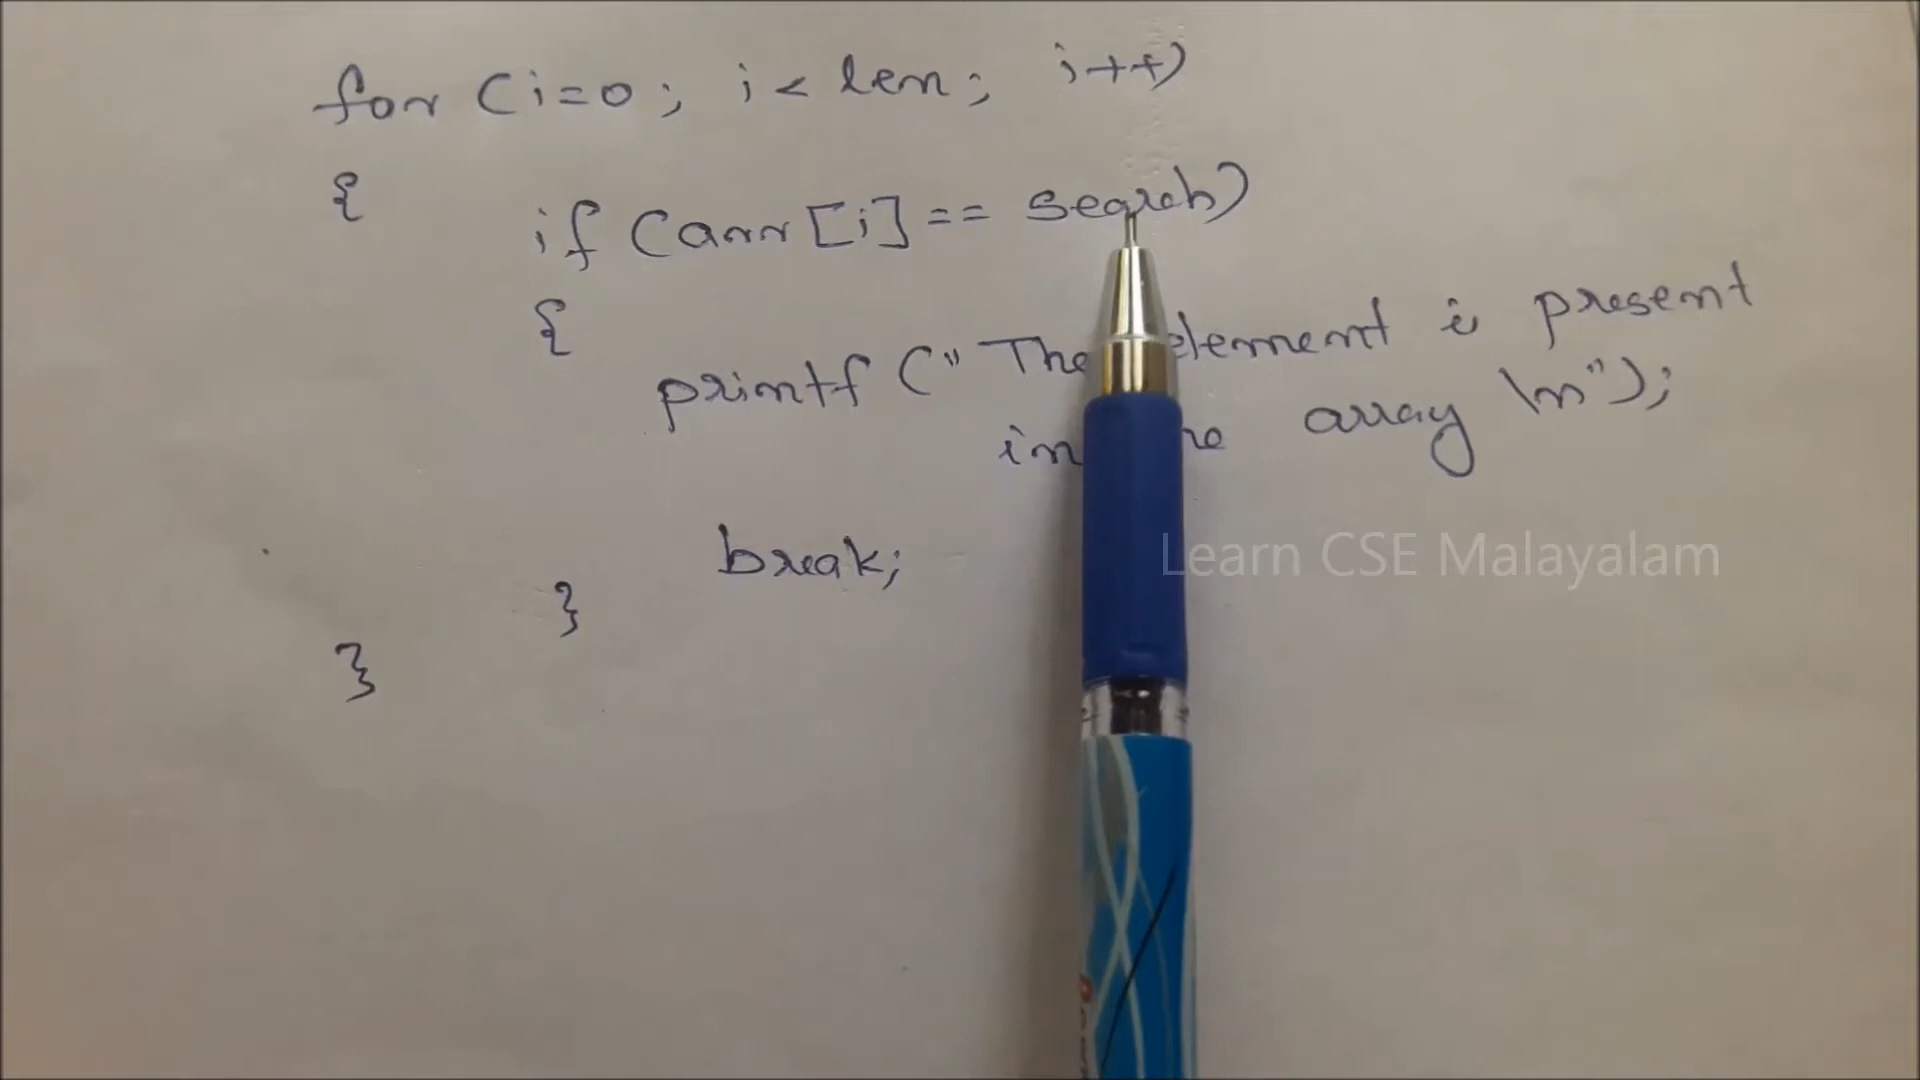 for (i=0; i< len; i++)
{
if (arr[i] == search)
{
printf (" The element is present
in array \n");
break;
}
}
Learn CSE Malayalam